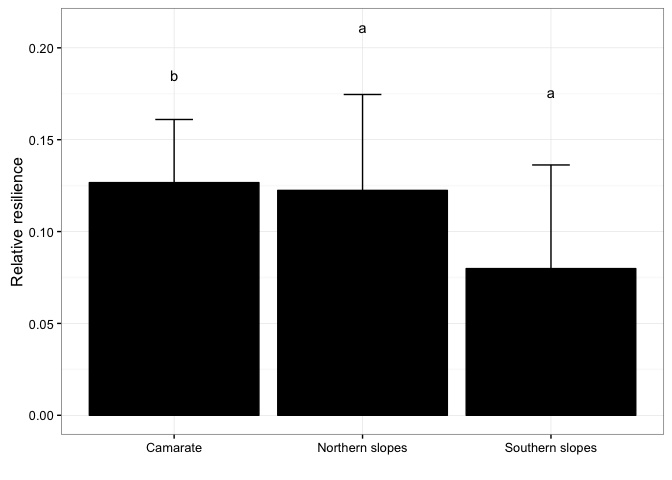 a
0.20
b
a
0.15
Relative resilience
0.10
0.05
0.00
Camarate Northern slopes Southern slopes